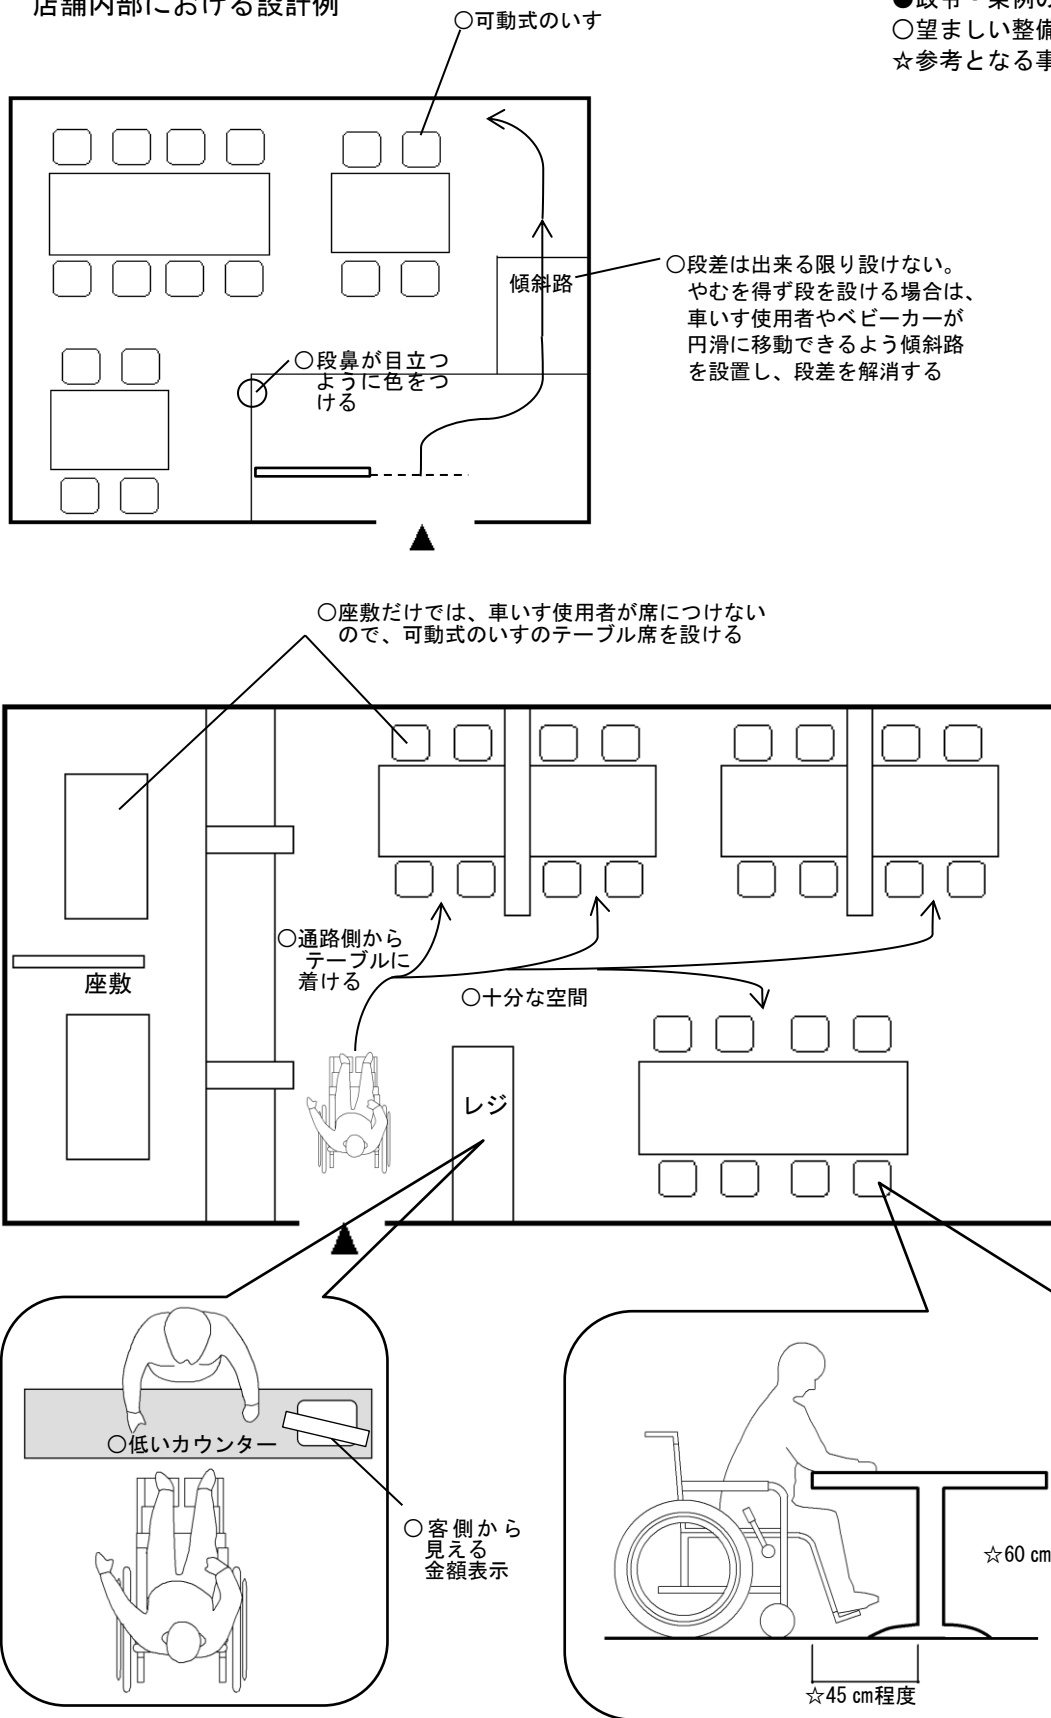 店舗内部における設計例
●政令・条例の
○望ましい整備
☆参考となる事
○可動式のいす
傾斜路
○段差は出来る限り設けない。
やむを得ず段を設ける場合は、
車いす使用者やベビーカーが
円滑に移動できるよう傾斜路
を設置し、段差を解消する
○段鼻が目立つ
ように色をつ
ける
○座敷だけでは、車いす使用者が席につけない
ので、可動式のいすのテーブル席を設ける
○通路側から
テーブルに
着ける
座敷
○十分な空間
レジ
○低いカウンター
○客側から
見える
金額表示
☆60 cm
☆45 cm程度